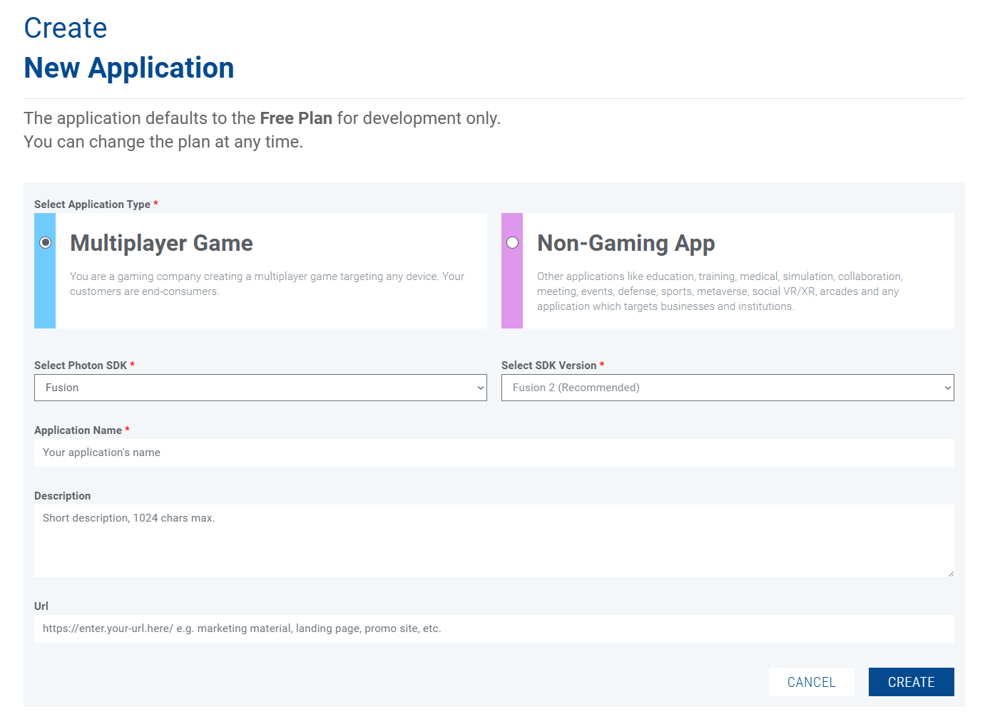 Create
New Application
The application defaults to the Free Plan for development only.
You can change the plan at any time.
Select Application Type *
Multiplayer Game
You are a gaming company creating a multiplayer game targeting any device. Your
customers are end-consumers.
Non-Gaming App
Other applications like education, training, medical, simulation, collaboration,
meeting, events, defense, sports, metaverse, social VR/XR, arcades and any
application which targets businesses and institutions.
Select Photon SDK *
Fusion
Select SDK Version *
Fusion 2 (Recommended)
Application Name *
Your application's name
Description
Short description, 1024 chars max.
Url
https://enter.your-url.here/ e.g. marketing material, landing page, promo site, etc.
CANCEL
CREATE